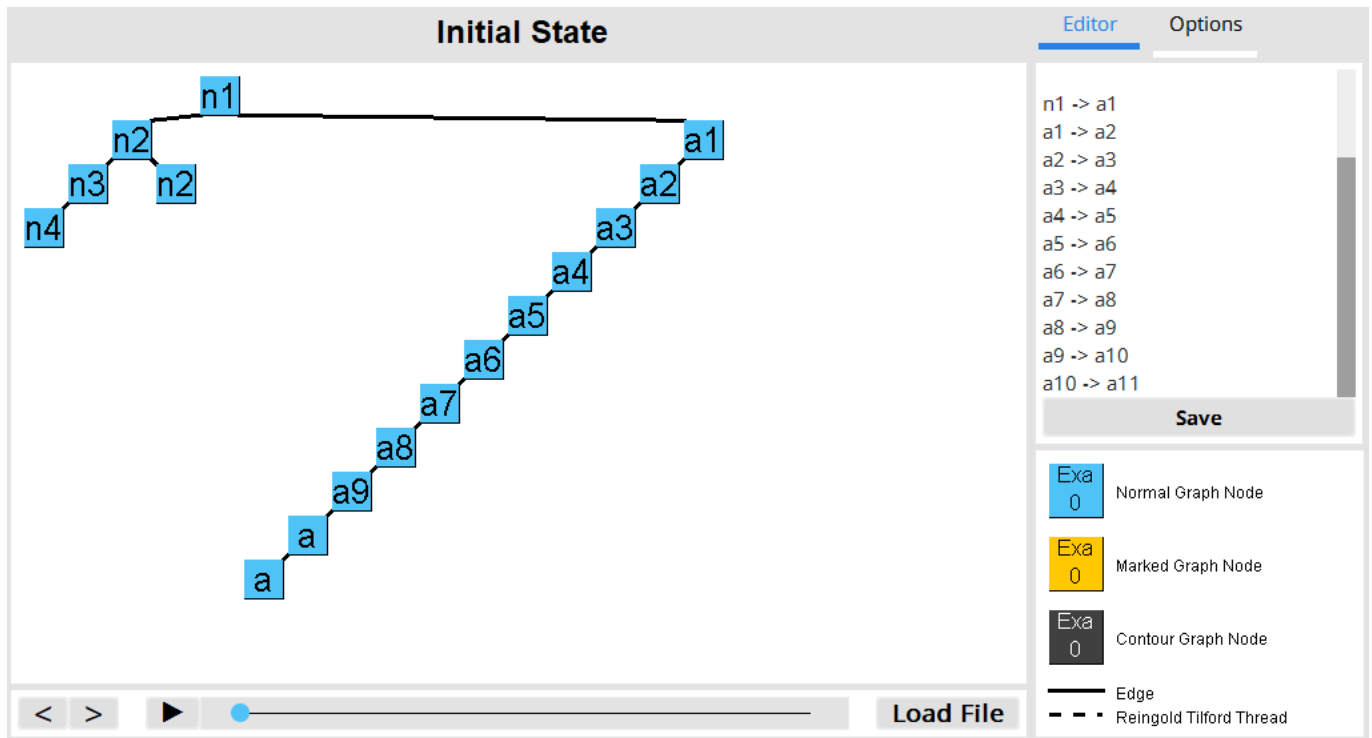 Initial State
Editor
Options
n1
n2
a1
n3
n2
a2
n4
a3
a4
a5
a6
a7
a8
a9
a
a
n1 -> a1
a1 -> a2
a2 -> a3
a3 -> a4
a4 -> a5
a5 -> a6
a6 -> a7
a7 -> a8
a8 -> a9
a9 -> a10
a10 -> a11
Save
Exa
0
Normal Graph Node
Exa
0
Marked Graph Node
Exa
0
Contour Graph Node
Edge
Reingold Tilford Thread
< >
Load File